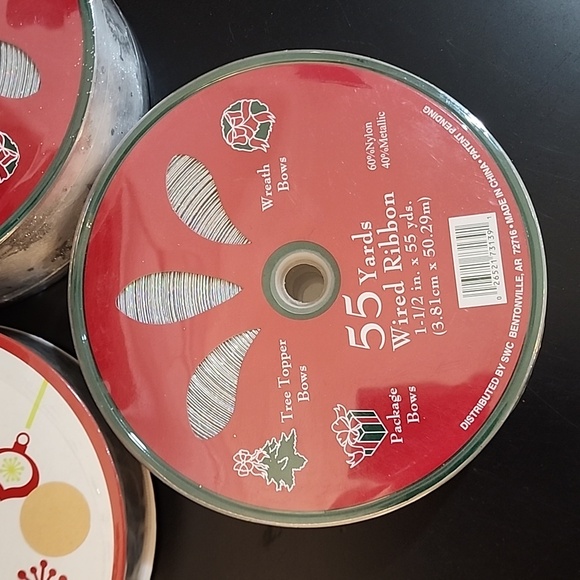 Wreath
Bows
60%Nylon
40%Metallic
55 Yards
Wired Ribbon
1-1/2 in. x 55 yds.
(3.81cm x 50.29m)
Tree Topper
Bows
Package
Bows
DISTRIBUTED BY SWC BENTONVILLE, AR 72716 • MADE IN CHINA • PATENT PENDING